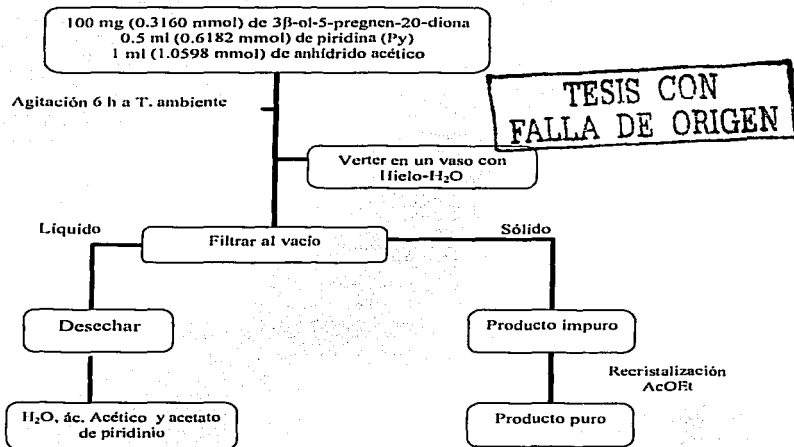 100 mg (0.3160 mmol) de 3β-ol-5-pregnen-20-diona
0.5 ml (0.6182 mmol) de piridina (Py)
1 ml (1.0598 mmol) de anhídrido acético
Agitación 6 h a T. ambiente
TESIS CON
FALLA DE ORIGEN
Verter en un vaso con
Hielo-H₂O
Líquido
Filtrar al vacío
Sólido
Desechar
Producto impuro
Recristalización
AcOEt
H₂O, ác. Acético y acetato
de piridinio
Producto puro